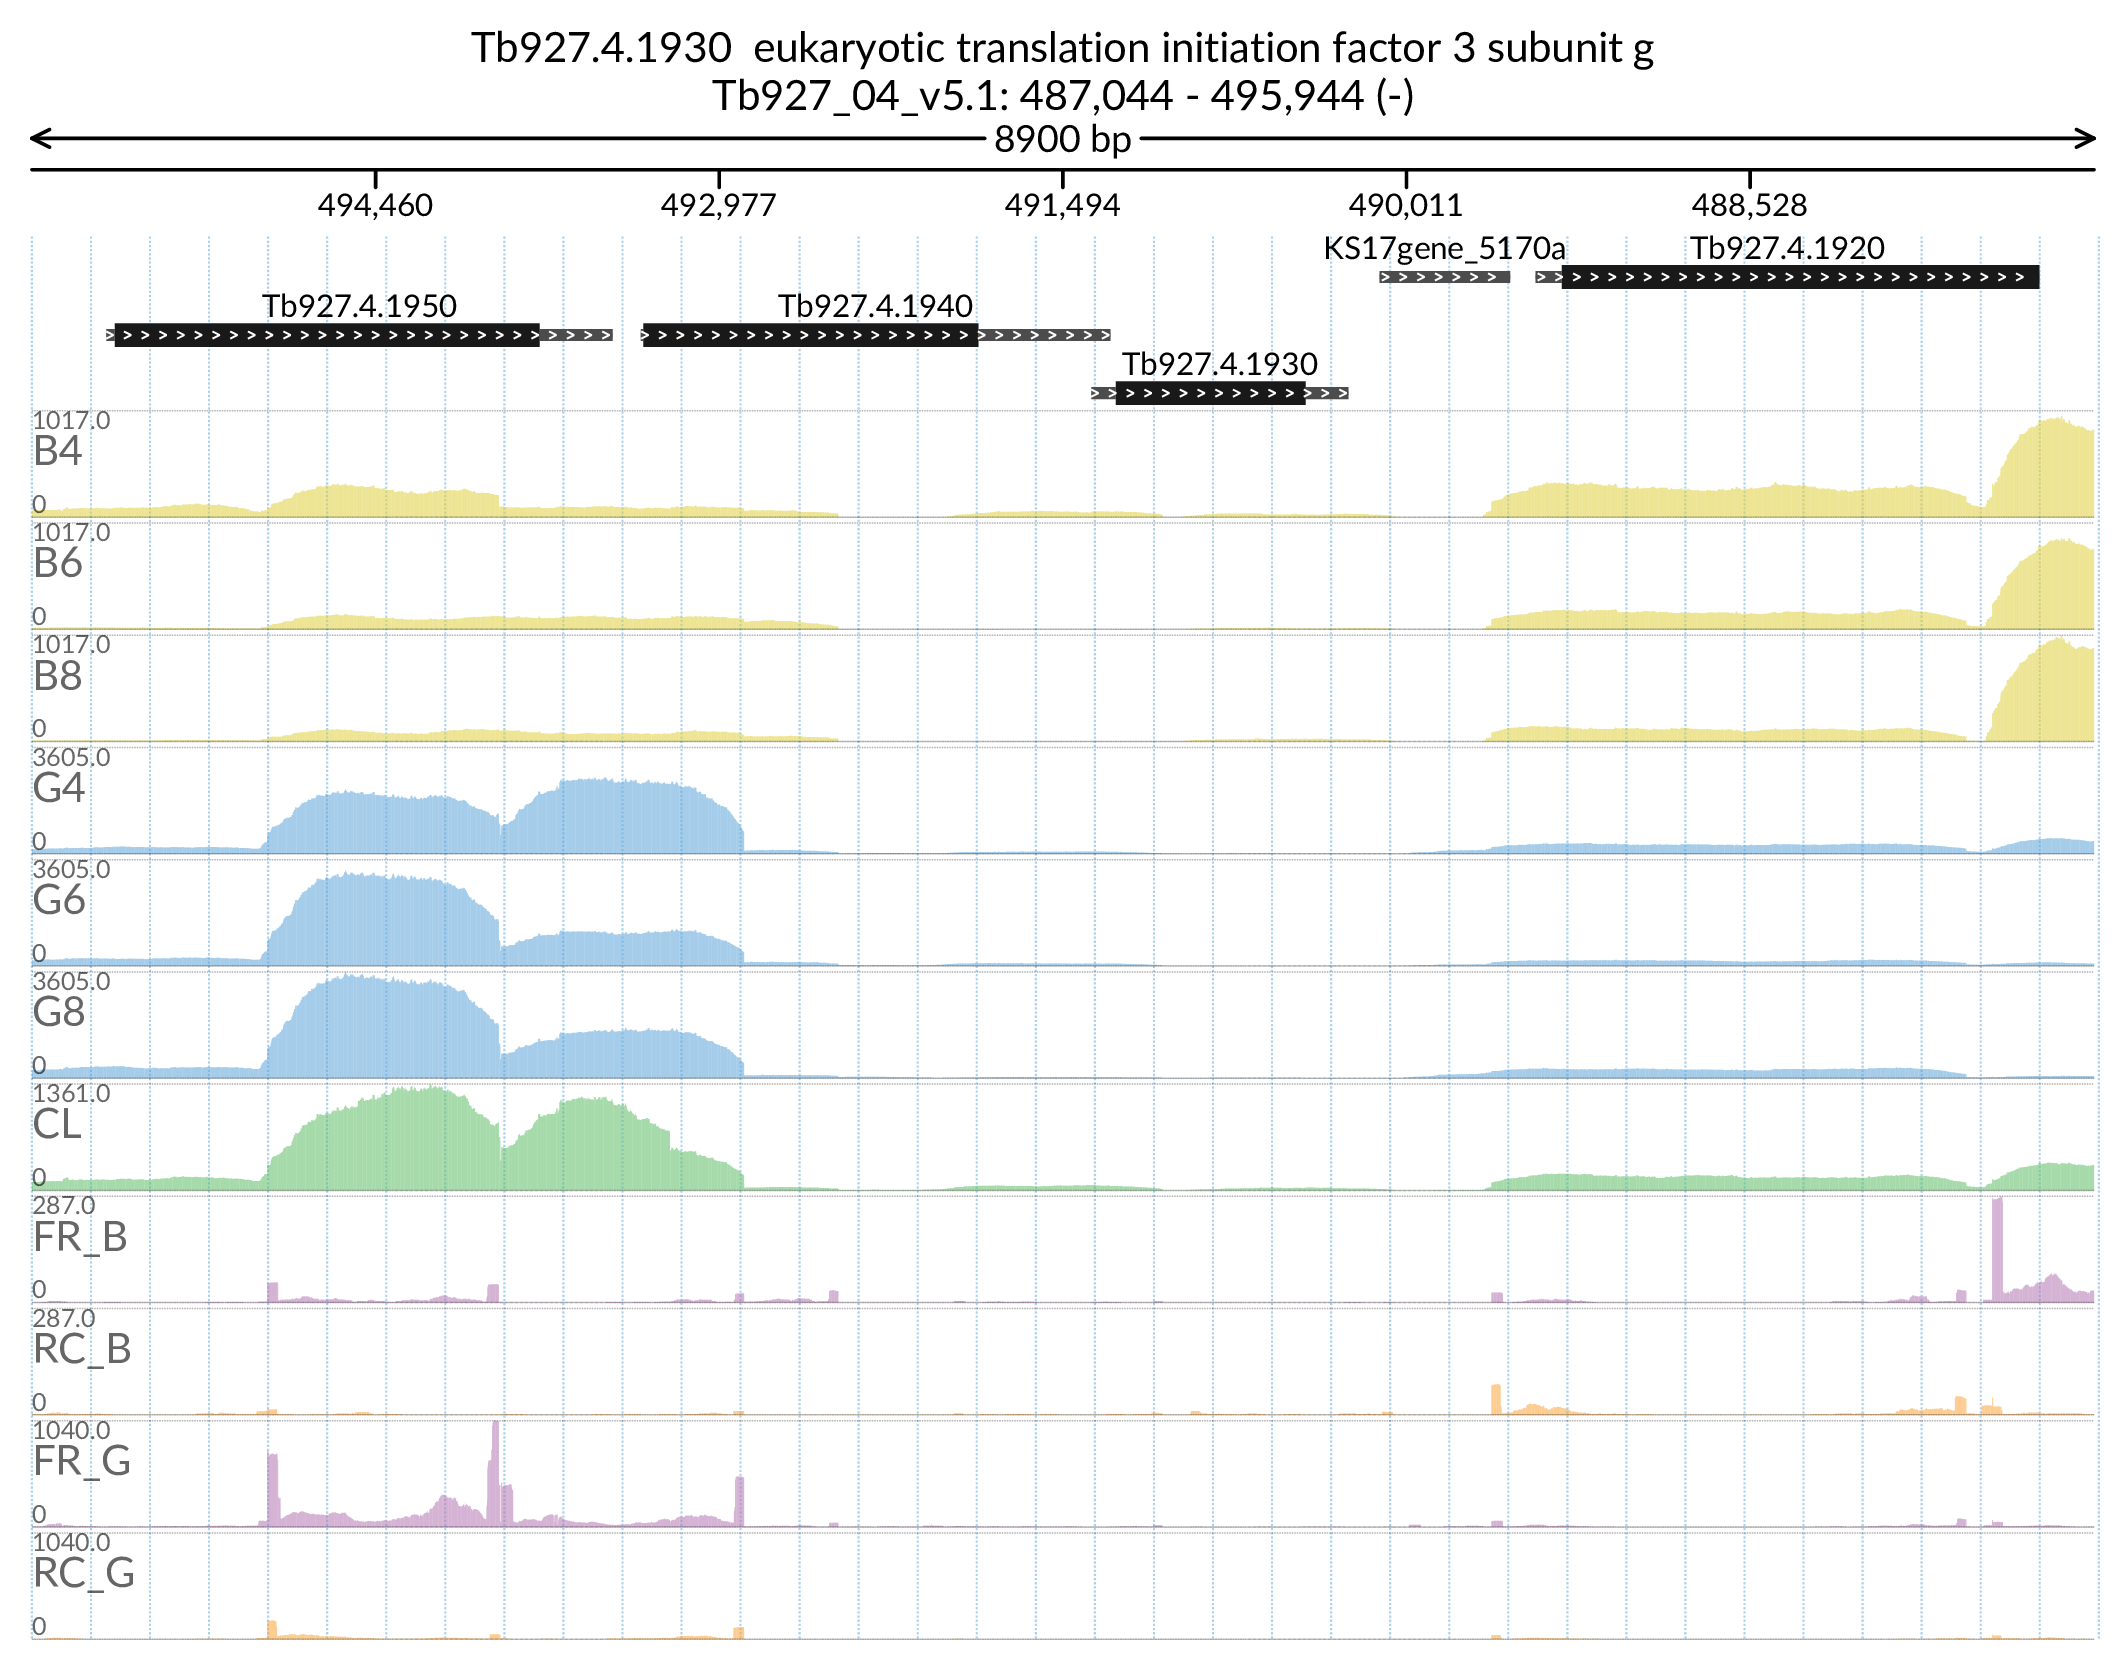 Tb927.4.1930  eukaryotic translation initiation factor 3 subunit g
Tb927_04_v5.1: 487,044 - 495,944 (-)
8900 bp
494,460 492,977 491,494 490,011 488,528
KS17gene_5170a Tb927.4.1920
Tb927.4.1950 Tb927.4.1940
Tb927.4.1930
1017.0
B4
0
1017.0
B6
0
1017.0
B8
0
3605.0
G4
0
3605.0
G6
0
3605.0
G8
0
1361.0
CL
0
287.0
FR_B
0
287.0
RC_B
0
1040.0
FR_G
0
1040.0
RC_G
0